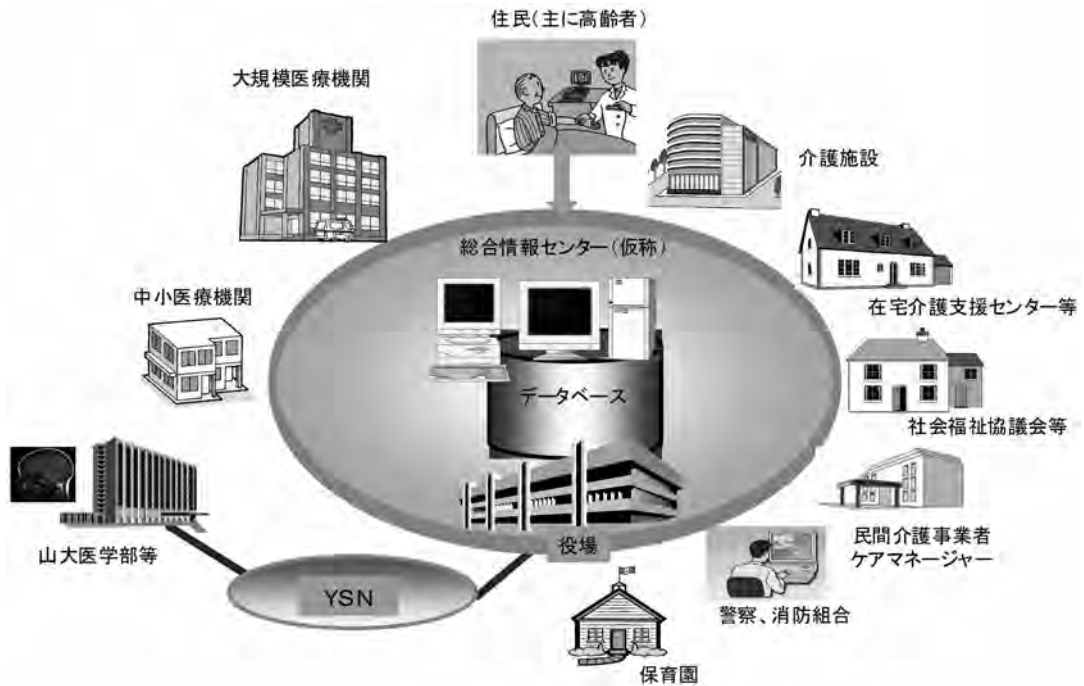 住民(主に高齢者)
大規模医療機関
介護施設
総合情報センター(仮称)
中小医療機関
在宅介護支援センター等
データベース
社会福祉協議会等
山大医学部等
役場
民間介護事業者
ケアマネージャー
YSN
警察、消防組合
保育園